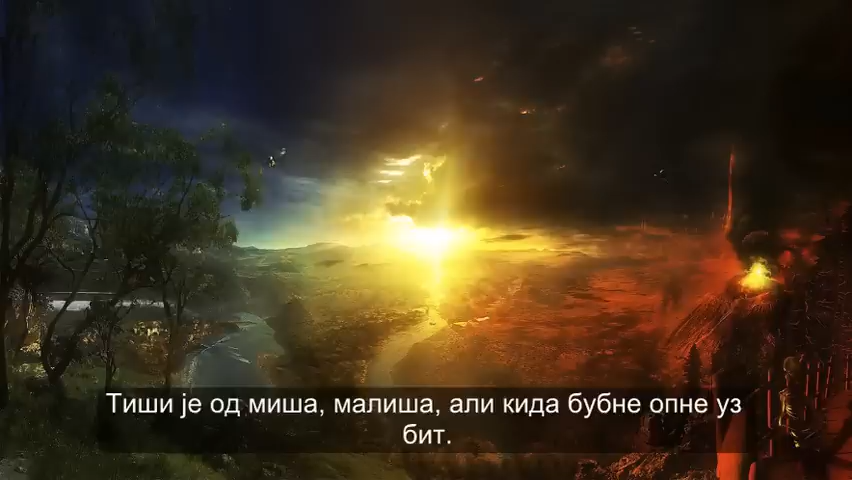 Тиши је од миша, малиша, али кида бубне опне уз
бит.